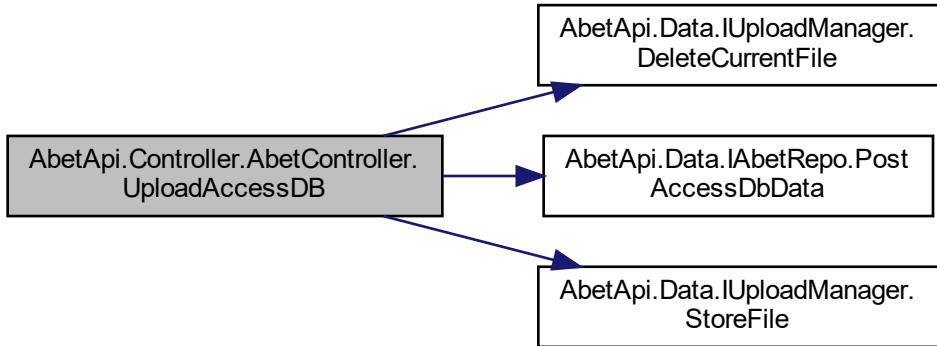 AbetApi.Controller.AbetController.
UploadAccessDB
AbetApi.Data.IUploadManager.
DeleteCurrentFile
AbetApi.Data.IAbetRepo.Post
AccessDbData
AbetApi.Data.IUploadManager.
StoreFile